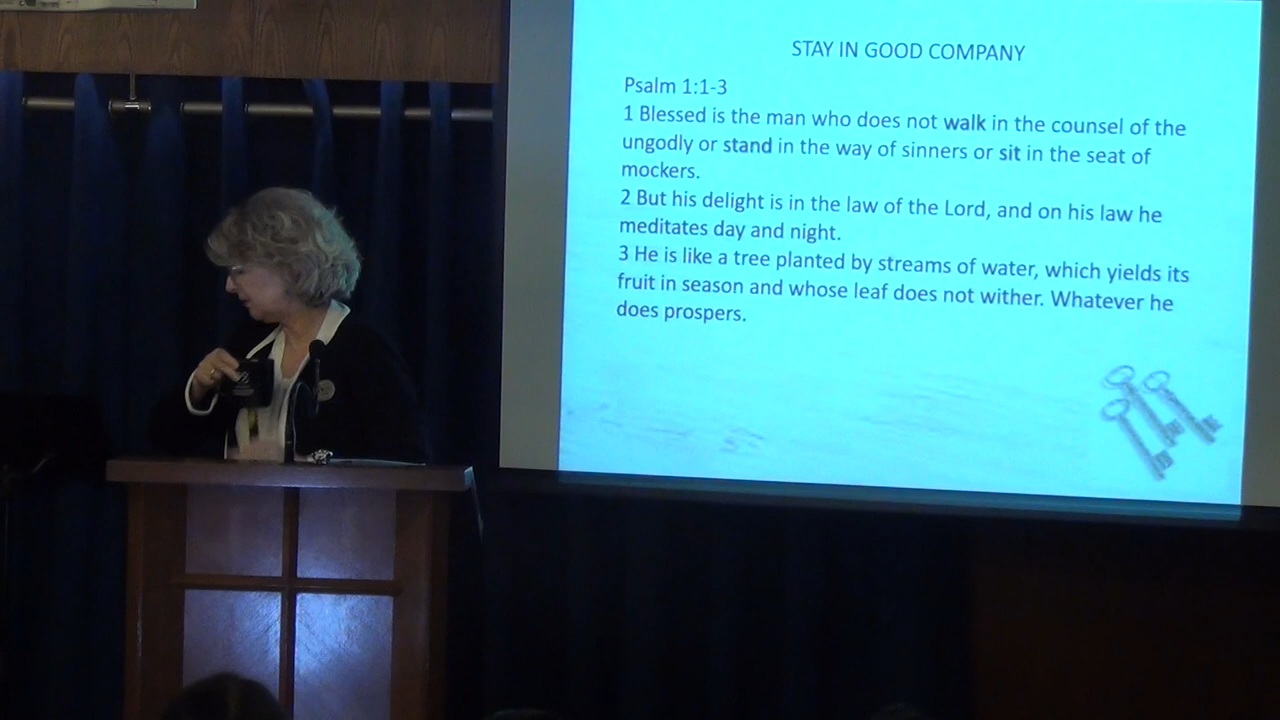 STAY IN GOOD COMPANY
Psalm 1:1-3
1 Blessed is the man who does not walk in the counsel of the
ungodly or stand in the way of sinners or sit in the seat of
mockers.
2 But his delight is in the law of the Lord, and on his law he
meditates day and night.
3 He is like a tree planted by streams of water, which yields its
fruit in season and whose leaf does not wither. Whatever he
does prospers.